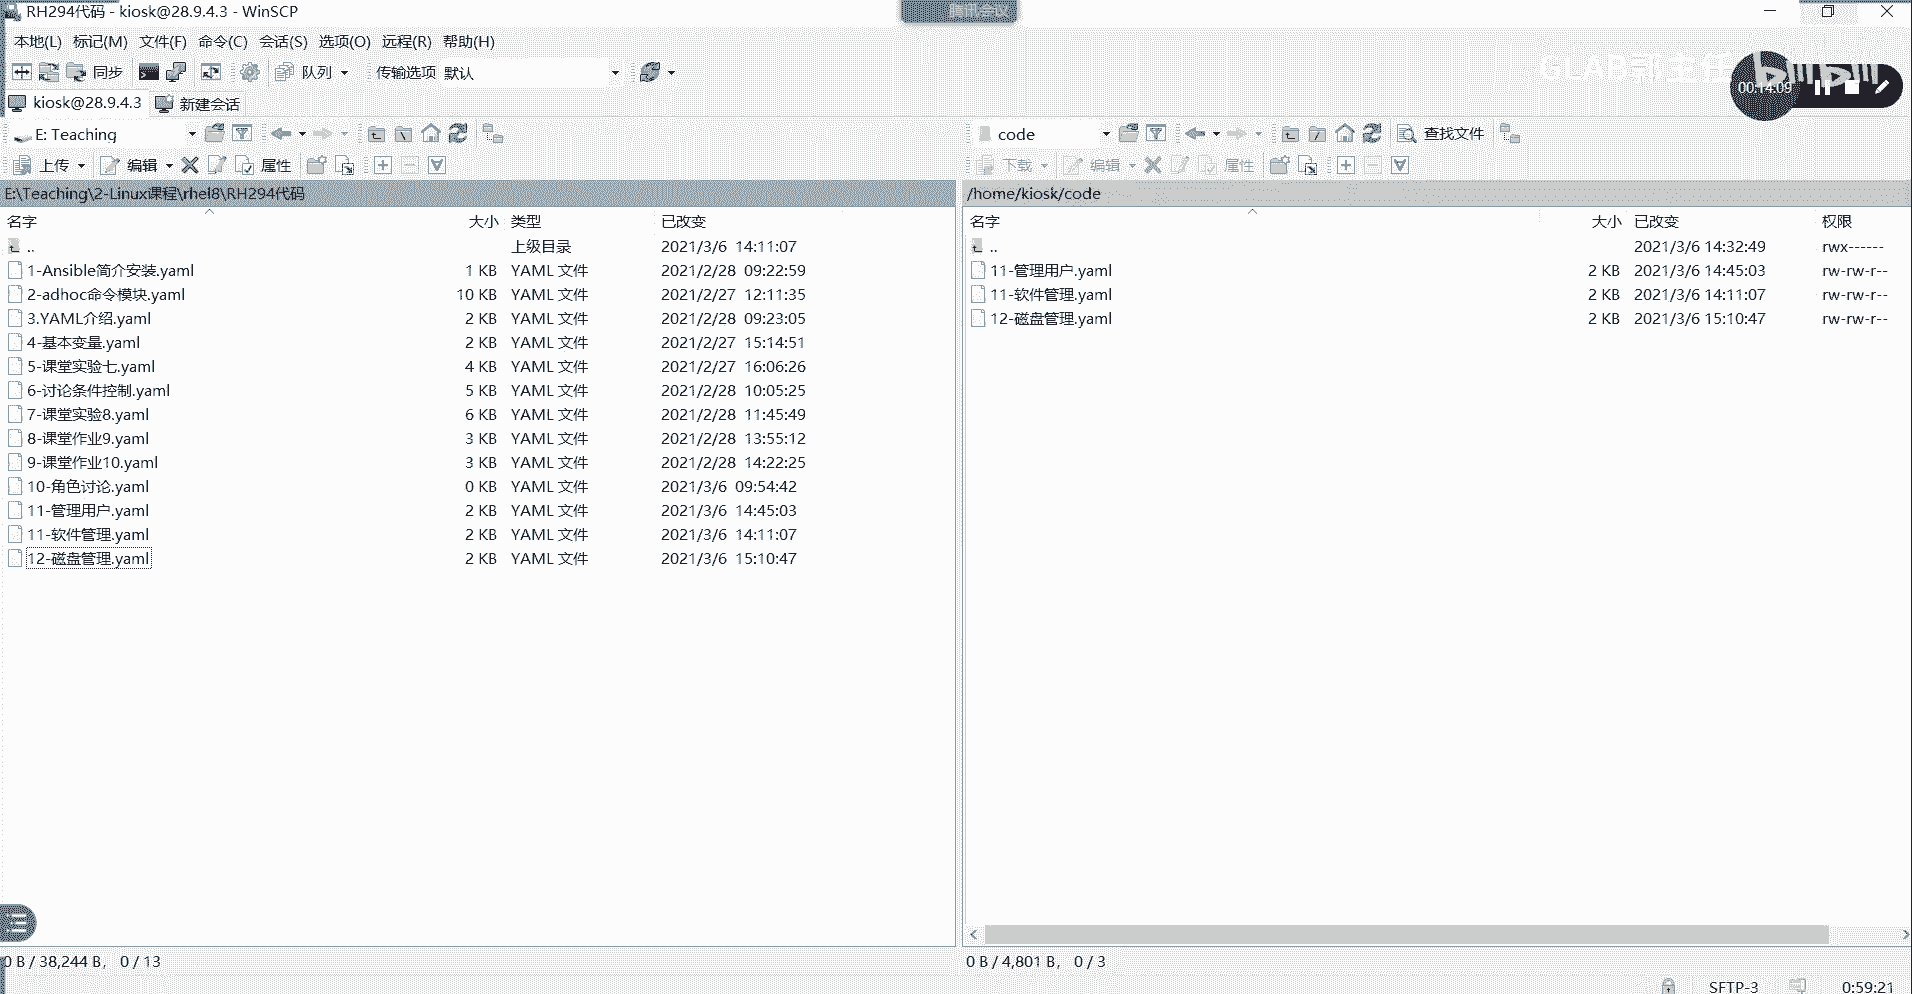 RH294代码 - kiosk@28.9.4.3 - WinSCP
腾讯会议
本地(L) 标记(M) 文件(F) 命令(C) 会话(S) 选项(O) 远程(R) 帮助(H)
GLAB郭主任
bilibili
同步 队列 传输选项 默认
00:14:09
kiosk@28.9.4.3 新建会话
E: Teaching
code 查找文件
上传 编辑 属性
下载 编辑 属性
E:\Teaching\2-Linux课程\rhel8\RH294代码
/home/kiosk/code
名字 大小 类型 已改变
.. 上级目录 2021/3/6 14:11:07
1-Ansible简介安装.yaml 1 KB YAML 文件 2021/2/28 09:22:59
2-adhoc命令模块.yaml 10 KB YAML 文件 2021/2/27 12:11:35
3.YAML介绍.yaml 2 KB YAML 文件 2021/2/28 09:23:05
4-基本变量.yaml 2 KB YAML 文件 2021/2/27 15:14:51
5-课堂实验七.yaml 4 KB YAML 文件 2021/2/27 16:06:26
6-讨论条件控制.yaml 5 KB YAML 文件 2021/2/28 10:05:25
7-课堂实验8.yaml 6 KB YAML 文件 2021/2/28 11:45:49
8-课堂作业9.yaml 3 KB YAML 文件 2021/2/28 13:55:12
9-课堂作业10.yaml 3 KB YAML 文件 2021/2/28 14:22:25
10-角色讨论.yaml 0 KB YAML 文件 2021/3/6 09:54:42
11-管理用户.yaml 2 KB YAML 文件 2021/3/6 14:45:03
11-软件管理.yaml 2 KB YAML 文件 2021/3/6 14:11:07
12-磁盘管理.yaml 2 KB YAML 文件 2021/3/6 15:10:47
名字 大小 已改变 权限
.. 2021/3/6 14:32:49 rwx------
11-管理用户.yaml 2 KB 2021/3/6 14:45:03 rw-rw-r--
11-软件管理.yaml 2 KB 2021/3/6 14:11:07 rw-rw-r--
12-磁盘管理.yaml 2 KB 2021/3/6 15:10:47 rw-rw-r--
0 B / 38,244 B, 0 / 13
0 B / 4,801 B, 0 / 3
SFTP-3 0:59:21